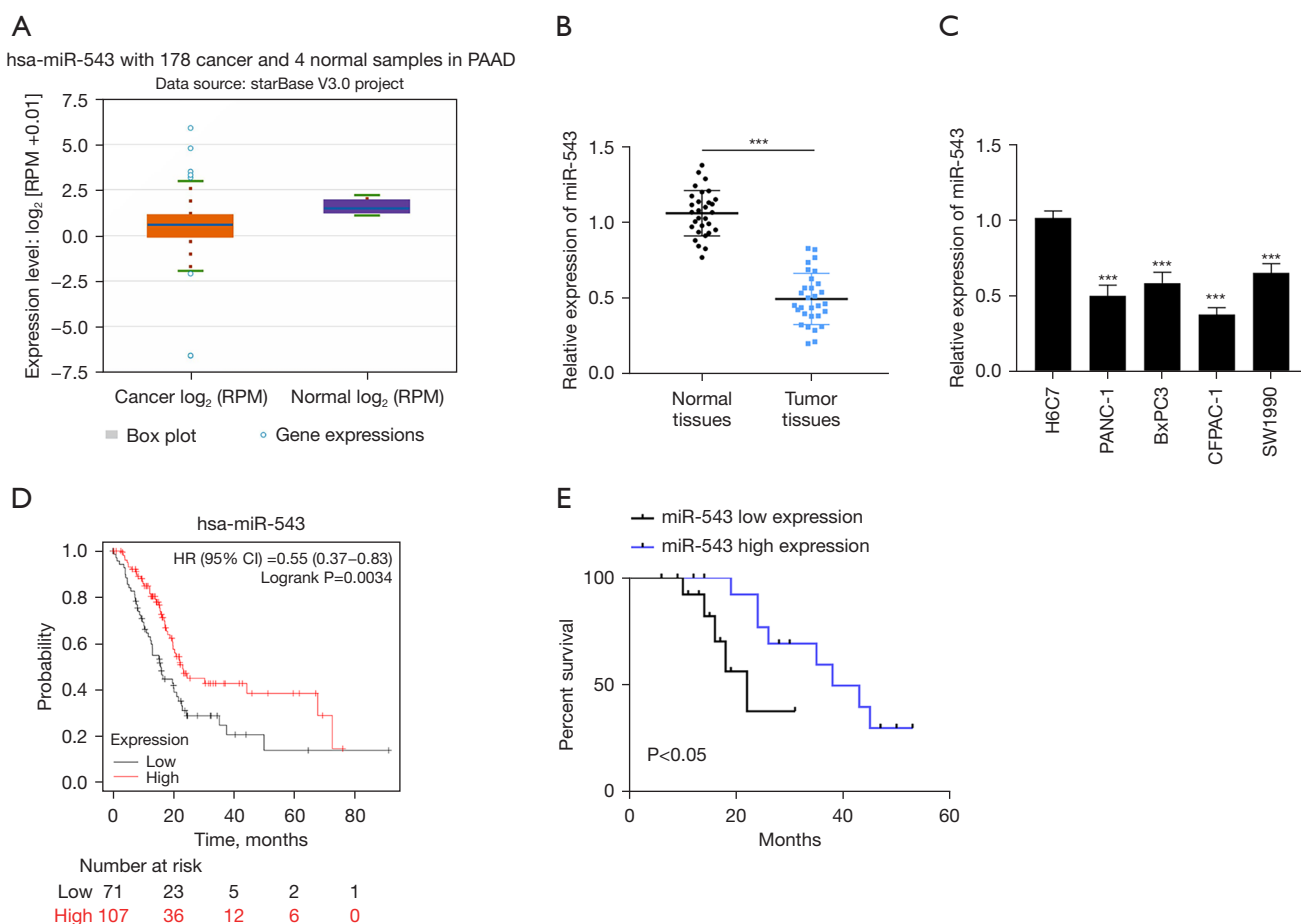 A
hsa-miR-543 with 178 cancer and 4 normal samples in PAAD
Data source: starBase V3.0 project
Expression level: log₂ [RPM +0.01]
7.5
5.0
2.5
0.0
−2.5
−5.0
−7.5
Cancer log₂ (RPM) Normal log₂ (RPM)
Box plot Gene expressions
B
Relative expression of miR-543
1.5
1.0
0.5
0.0
***
Normal tissues
Tumor tissues
C
Relative expression of miR-543
1.5
1.0
0.5
0.0
***
***
***
***
H6C7
PANC-1
BxPC3
CFPAC-1
SW1990
D
hsa-miR-543
HR (95% CI) =0.55 (0.37−0.83)
Logrank P=0.0034
Probability
1.0
0.8
0.6
0.4
0.2
0.0
Expression
Low
High
0 20 40 60 80
Time, months
Number at risk
Low 71 23 5 2 1
High 107 36 12 6 0
E
miR-543 low expression
miR-543 high expression
Percent survival
100
50
0
P<0.05
0 20 40 60
Months